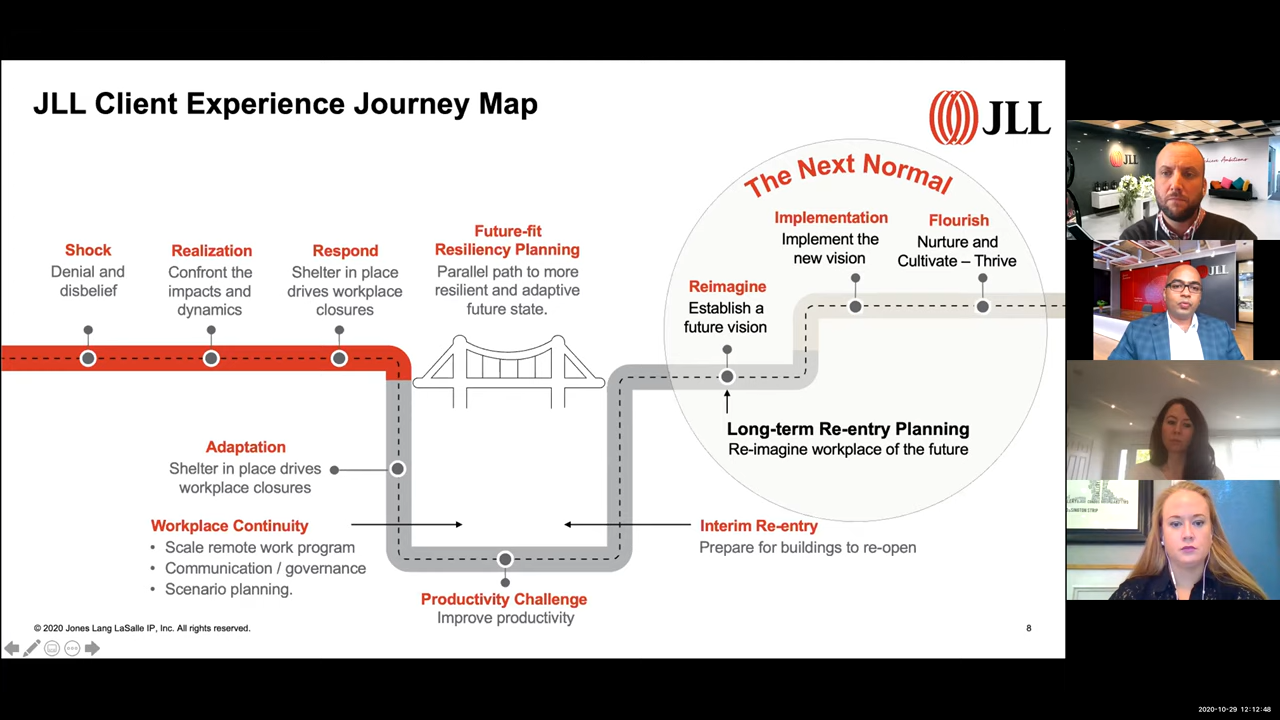 JLL Client Experience Journey Map
JLL
The Next Normal
Shock
Denial and
disbelief
Realization
Confront the
impacts and
dynamics
Respond
Shelter in place
drives workplace
closures
Future-fit
Resiliency Planning
Parallel path to more
resilient and adaptive
future state.
Reimagine
Establish a
future vision
Implementation
Implement the
new vision
Flourish
Nurture and
Cultivate – Thrive
Long-term Re-entry Planning
Re-imagine workplace of the future
Adaptation
Shelter in place drives
workplace closures
Workplace Continuity
• Scale remote work program
• Communication / governance
• Scenario planning.
Interim Re-entry
Prepare for buildings to re-open
Productivity Challenge
Improve productivity
© 2020 Jones Lang LaSalle IP, Inc. All rights reserved.
8
JLL
Ambitions
JLL
2020-10-29 12:12:48